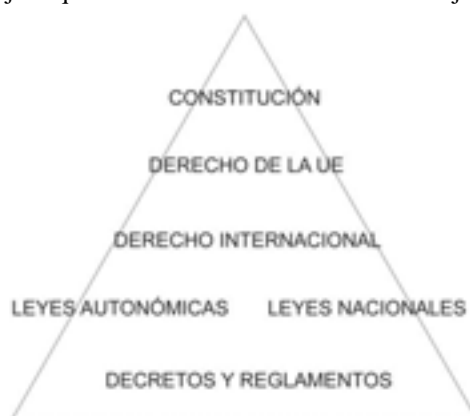 CONSTITUCIÓN
DERECHO DE LA UE
DERECHO INTERNACIONAL
LEYES AUTONÓMICAS LEYES NACIONALES
DECRETOS Y REGLAMENTOS